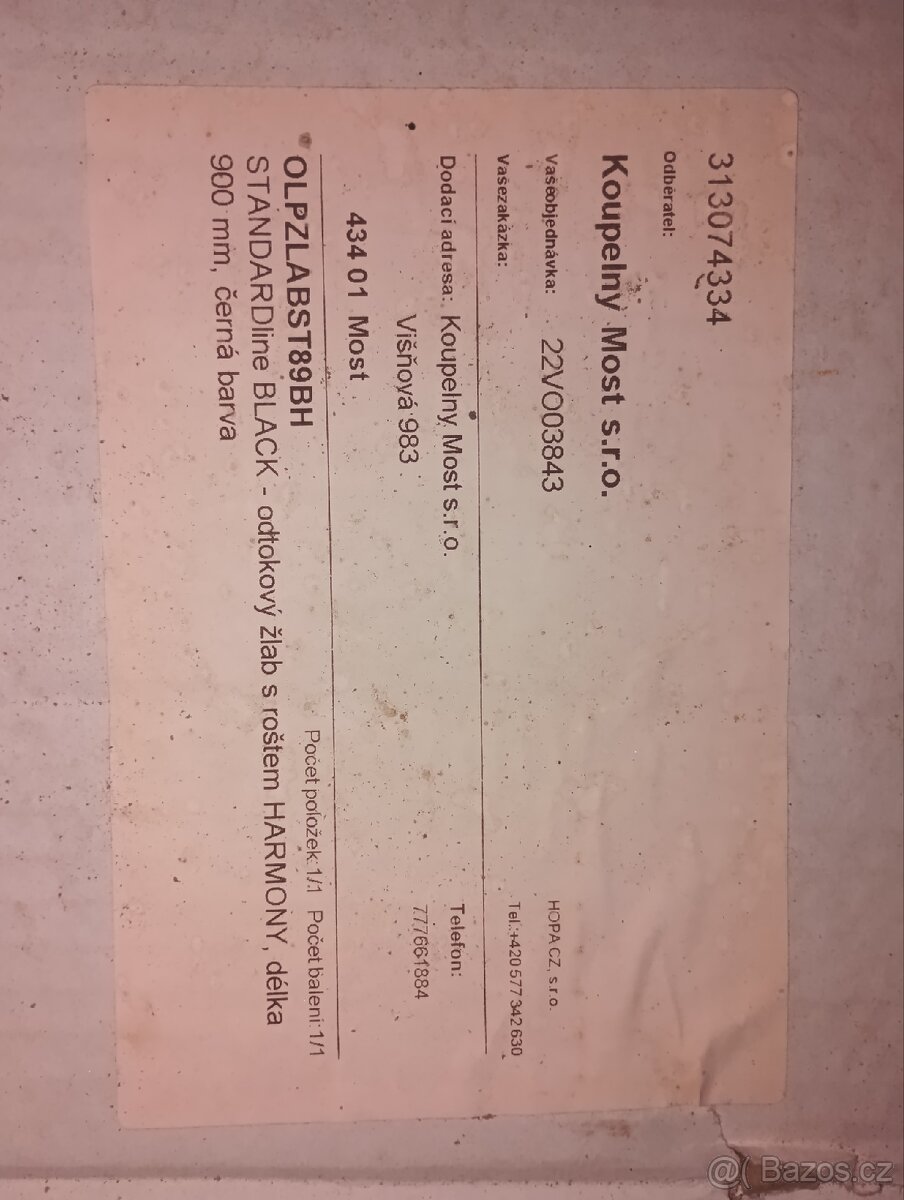 313074334
Odběratel:
Koupelny Most s.r.o.
Vašeobjednávka: 22VO03843
HOPA CZ, s.r.o.
Vašezakázka:
Tel.:+420 577 342 630
Dodací adresa: Koupelny Most s.r.o.
Telefon:
Višňová 983
777661884
434 01 Most
Počet položek:1/1 Počet balení:1/1
OLPZLABST89BH
STANDARDline BLACK - odtokový žlab s roštem HARMONY, délka
900 mm, černá barva
@( Bazos.cz